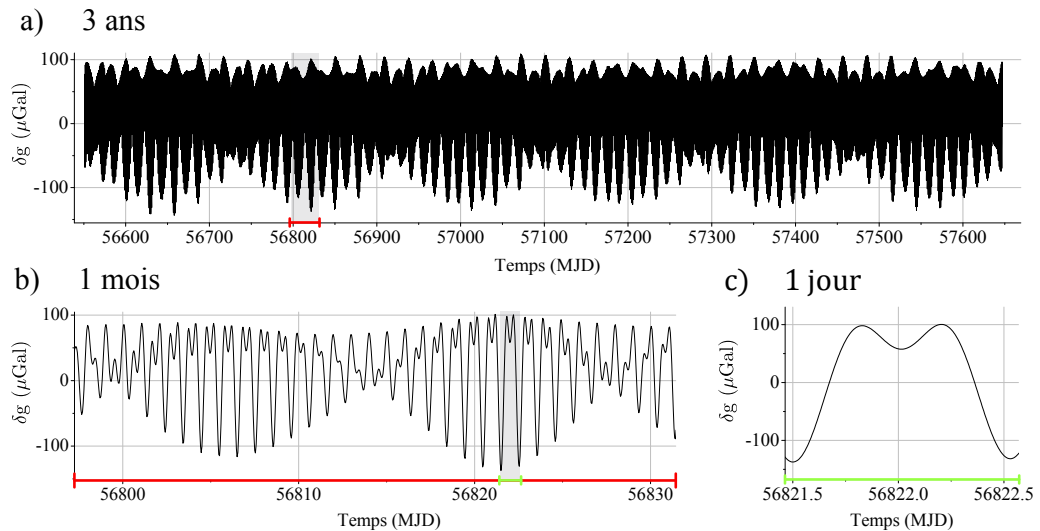 a) 3 ans
100
0
-100
δg (μGal)
56600 56700 56800 56900 57000 57100 57200 57300 57400 57500 57600
Temps (MJD)
b) 1 mois
100
0
-100
δg (μGal)
56800 56810 56820 56830
Temps (MJD)
c) 1 jour
100
0
-100
δg (μGal)
56821.5 56822.0 56822.5
Temps (MJD)